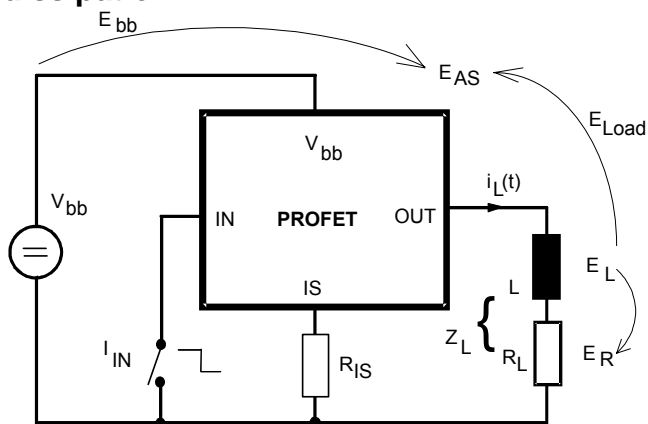 E bb
E AS
E Load
V bb
V bb
i L (t)
IN
PROFET
OUT
IS
L
E L
I IN
Z L {
R IS
R L
E R